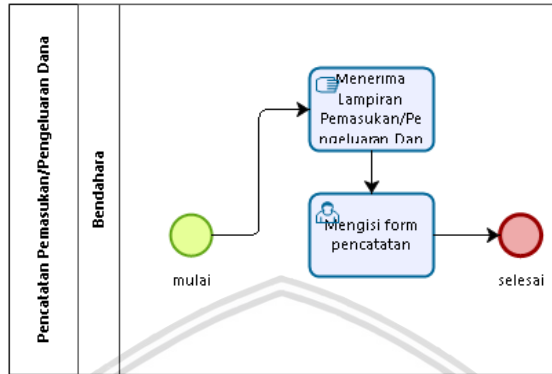 Pencatatan Pemasukan/Pengeluaran Dana
Bendahara
Menerima
Lampiran
Pemasukan/Pe
ngeluaran Dan
Mengisi form
pencatatan
mulai
selesai